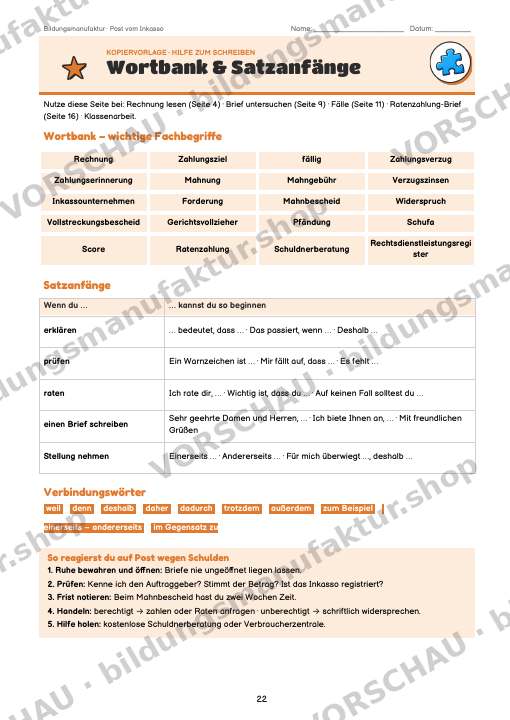 Bildungsmanufaktur · Post vom Inkasso Name: Datum:
KOPIERVORLAGE · HILFE ZUM SCHREIBEN
Wortbank & Satzanfänge
Nutze diese Seite bei: Rechnung lesen (Seite 4) · Brief untersuchen (Seite 9) · Fälle (Seite 11) · Ratenzahlung-Brief
(Seite 16) · Klassenarbeit.
Wortbank – wichtige Fachbegriffe
Rechnung Zahlungsziel fällig Zahlungsverzug
Zahlungserinnerung Mahnung Mahngebühr Verzugszinsen
Inkassounternehmen Forderung Mahnbescheid Widerspruch
Vollstreckungsbescheid Gerichtsvollzieher Pfändung Schufa
Score Ratenzahlung Schuldnerberatung Rechtsdienstleistungsregi
ster
Satzanfänge
Wenn du ... ... kannst du so beginnen
erklären ... bedeutet, dass ... · Das passiert, wenn ... · Deshalb ...
prüfen Ein Warnzeichen ist ... · Mir fällt auf, dass ... · Es fehlt ...
raten Ich rate dir, ... · Wichtig ist, dass du ... · Auf keinen Fall solltest du ...
einen Brief schreiben Sehr geehrte Damen und Herren, ... · Ich biete Ihnen an, ... · Mit freundlichen
Grüßen
Stellung nehmen Einerseits ... · Andererseits ... · Für mich überwiegt ..., deshalb ...
Verbindungswörter
weil denn deshalb daher dadurch trotzdem außerdem zum Beispiel
einerseits – andererseits im Gegensatz zu
So reagierst du auf Post wegen Schulden
1. Ruhe bewahren und öffnen: Briefe nie ungeöffnet liegen lassen.
2. Prüfen: Kenne ich den Auftraggeber? Stimmt der Betrag? Ist das Inkasso registriert?
3. Frist notieren: Beim Mahnbescheid hast du zwei Wochen Zeit.
4. Handeln: berechtigt → zahlen oder Raten anfragen · unberechtigt → schriftlich widersprechen.
5. Hilfe holen: kostenlose Schuldnerberatung oder Verbraucherzentrale.
22
VORSCHAU · bildungsmanufaktur.shop